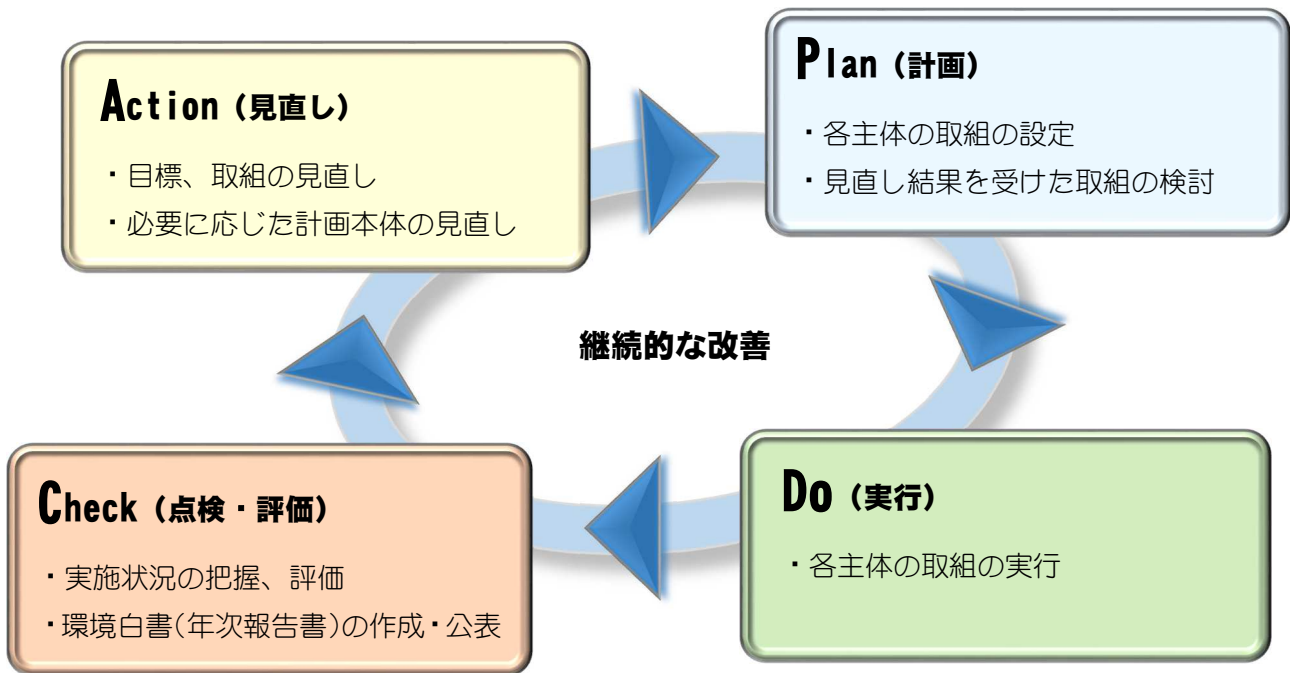 Action（見直し）
・目標、取組の見直し
・必要に応じた計画本体の見直し
Plan（計画）
・各主体の取組の設定
・見直し結果を受けた取組の検討
継続的な改善
Check（点検・評価）
・実施状況の把握、評価
・環境白書(年次報告書)の作成・公表
Do（実行）
・各主体の取組の実行